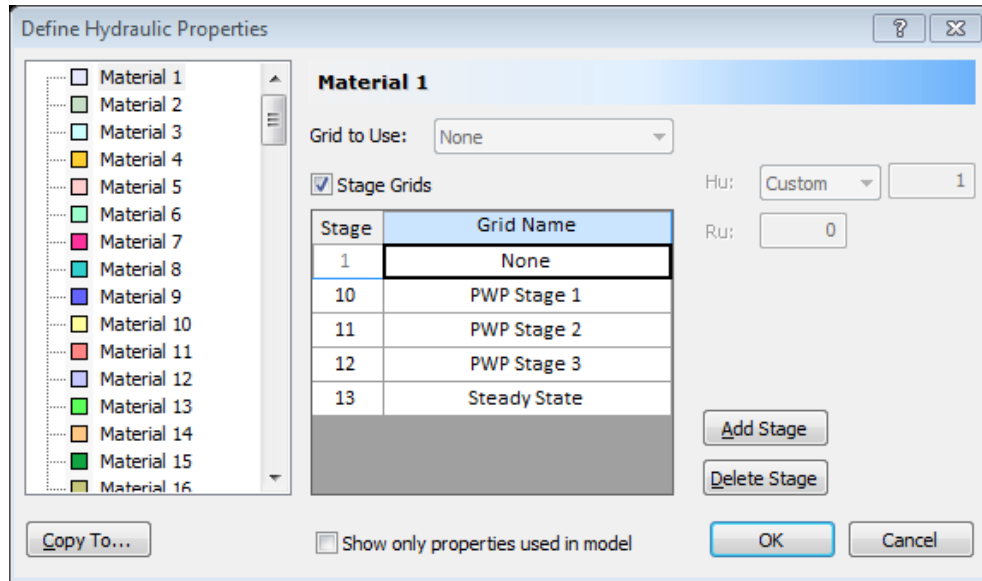 Define Hydraulic Properties
Material 1
Material 2
Material 3
Material 4
Material 5
Material 6
Material 7
Material 8
Material 9
Material 10
Material 11
Material 12
Material 13
Material 14
Material 15
Material 16
Material 1
Grid to Use: None
Stage Grids
Hu: Custom 1
Ru: 0
Stage Grid Name
1 None
10 PWP Stage 1
11 PWP Stage 2
12 PWP Stage 3
13 Steady State
Add Stage
Delete Stage
Copy To...
Show only properties used in model
OK
Cancel